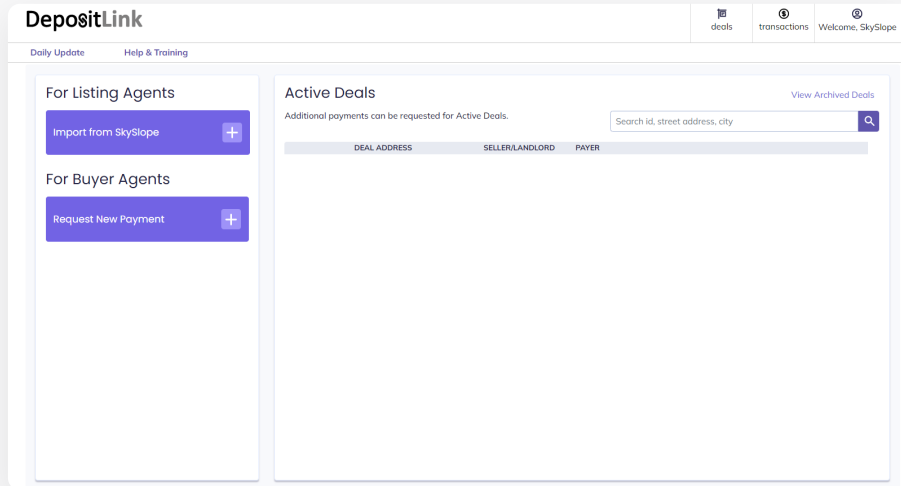 DepositLink
deals
transactions
Welcome, SkySlope
Daily Update
Help & Training
For Listing Agents
Import from SkySlope
For Buyer Agents
Request New Payment
Active Deals
View Archived Deals
Additional payments can be requested for Active Deals.
Search id, street address, city
DEAL ADDRESS SELLER/LANDLORD PAYER